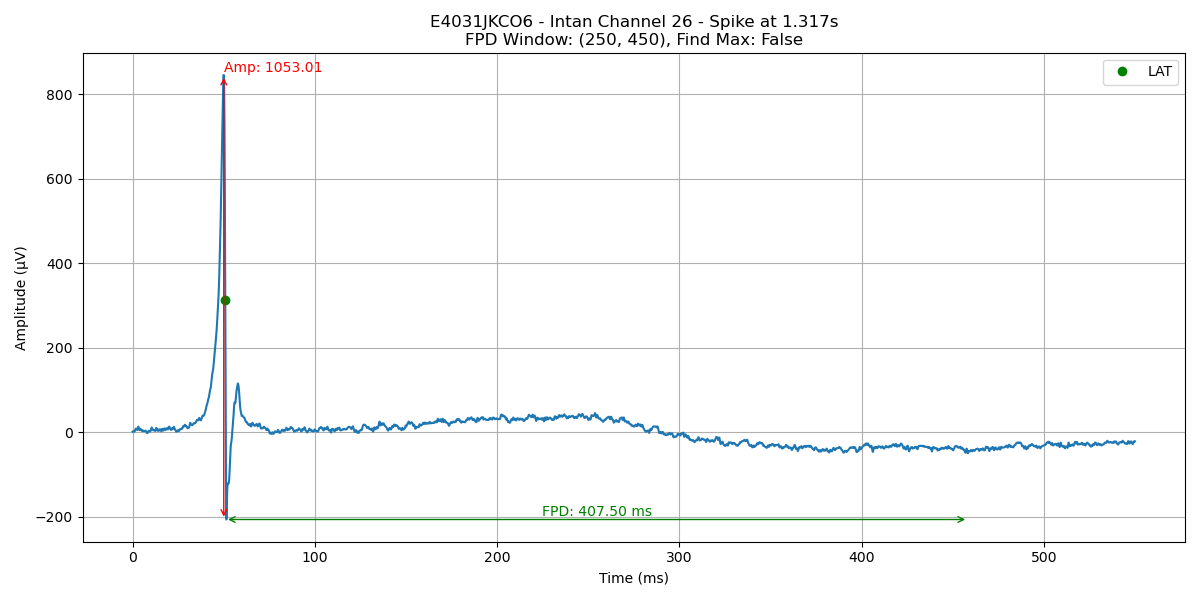 E4031JKCO6 - Intan Channel 26 - Spike at 1.317s
FPD Window: (250, 450), Find Max: False
Amp: 1053.01
LAT
800
600
400
200
0
−200
Amplitude (µV)
FPD: 407.50 ms
0
100
200
300
400
500
Time (ms)